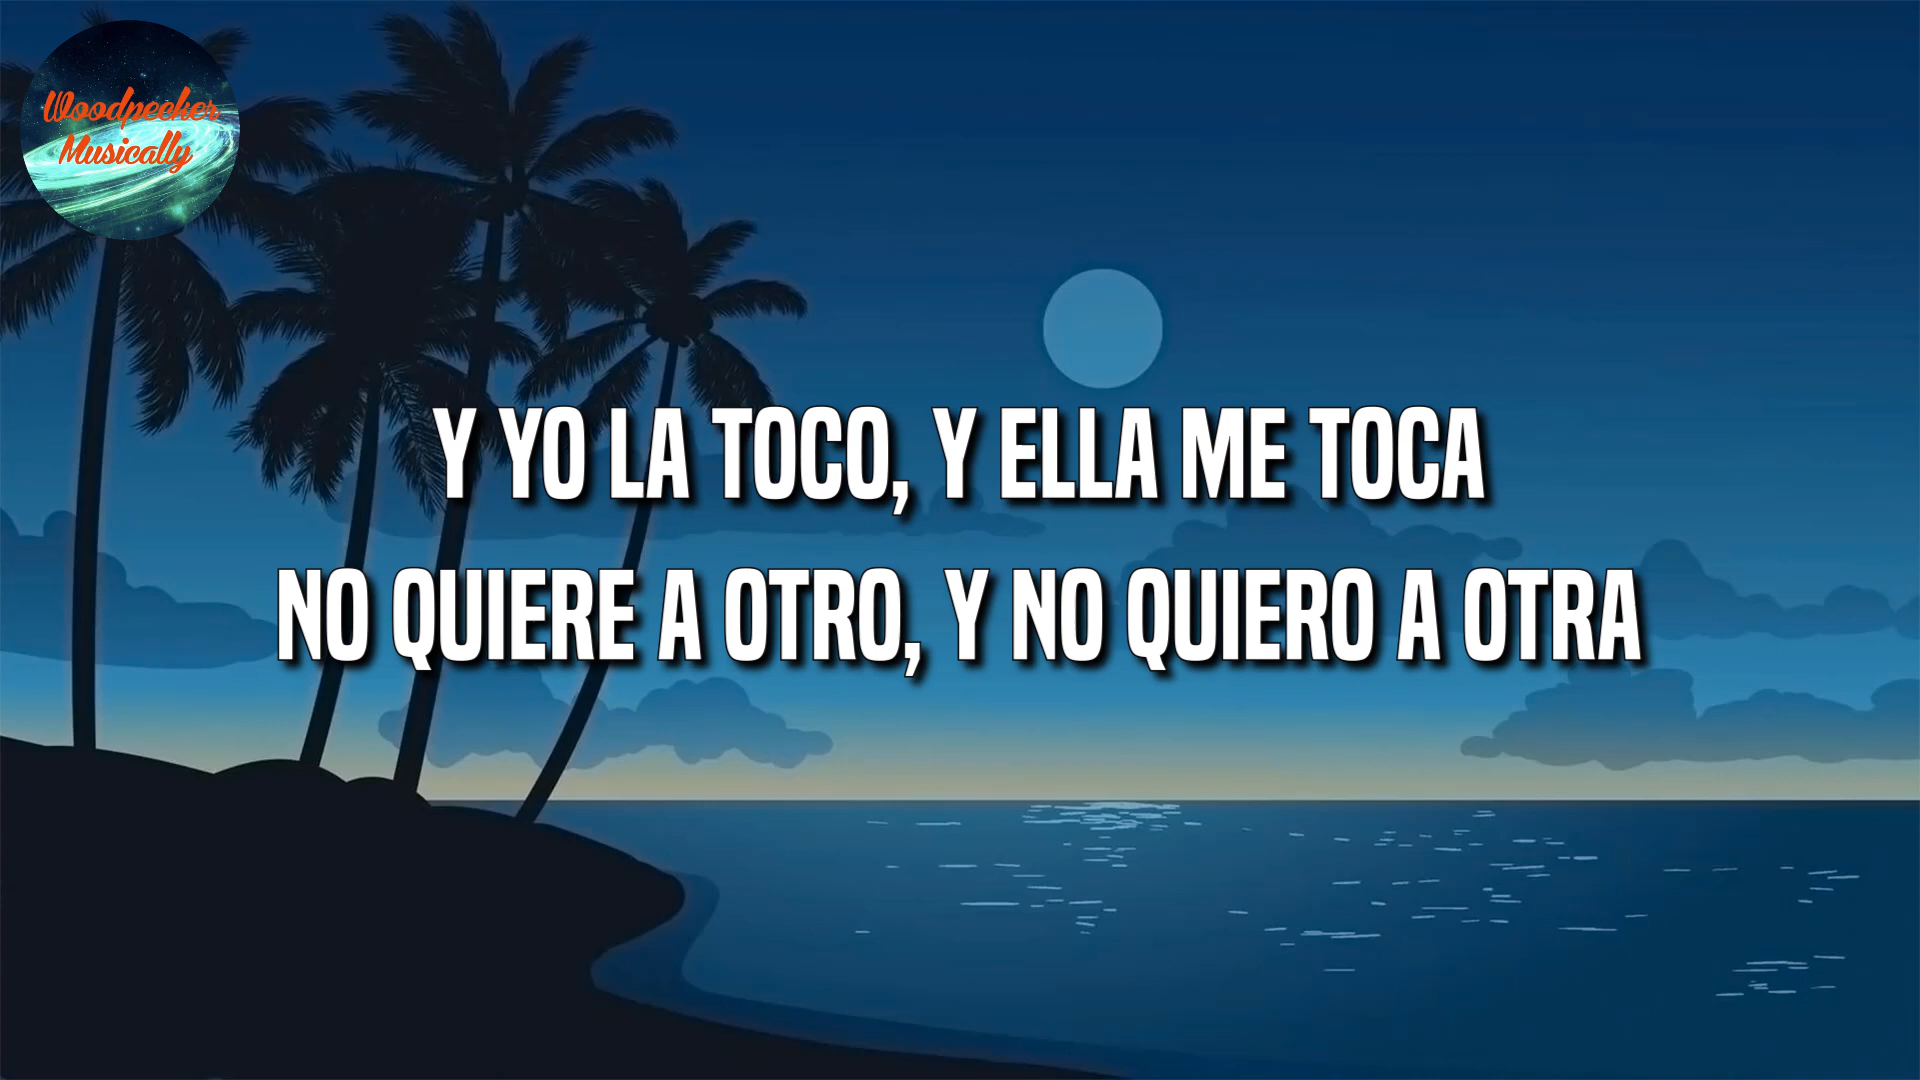 Woodpecker
Musically
Y YO LA TOCO, Y ELLA ME TOCA
NO QUIERE A OTRO, Y NO QUIERO A OTRA